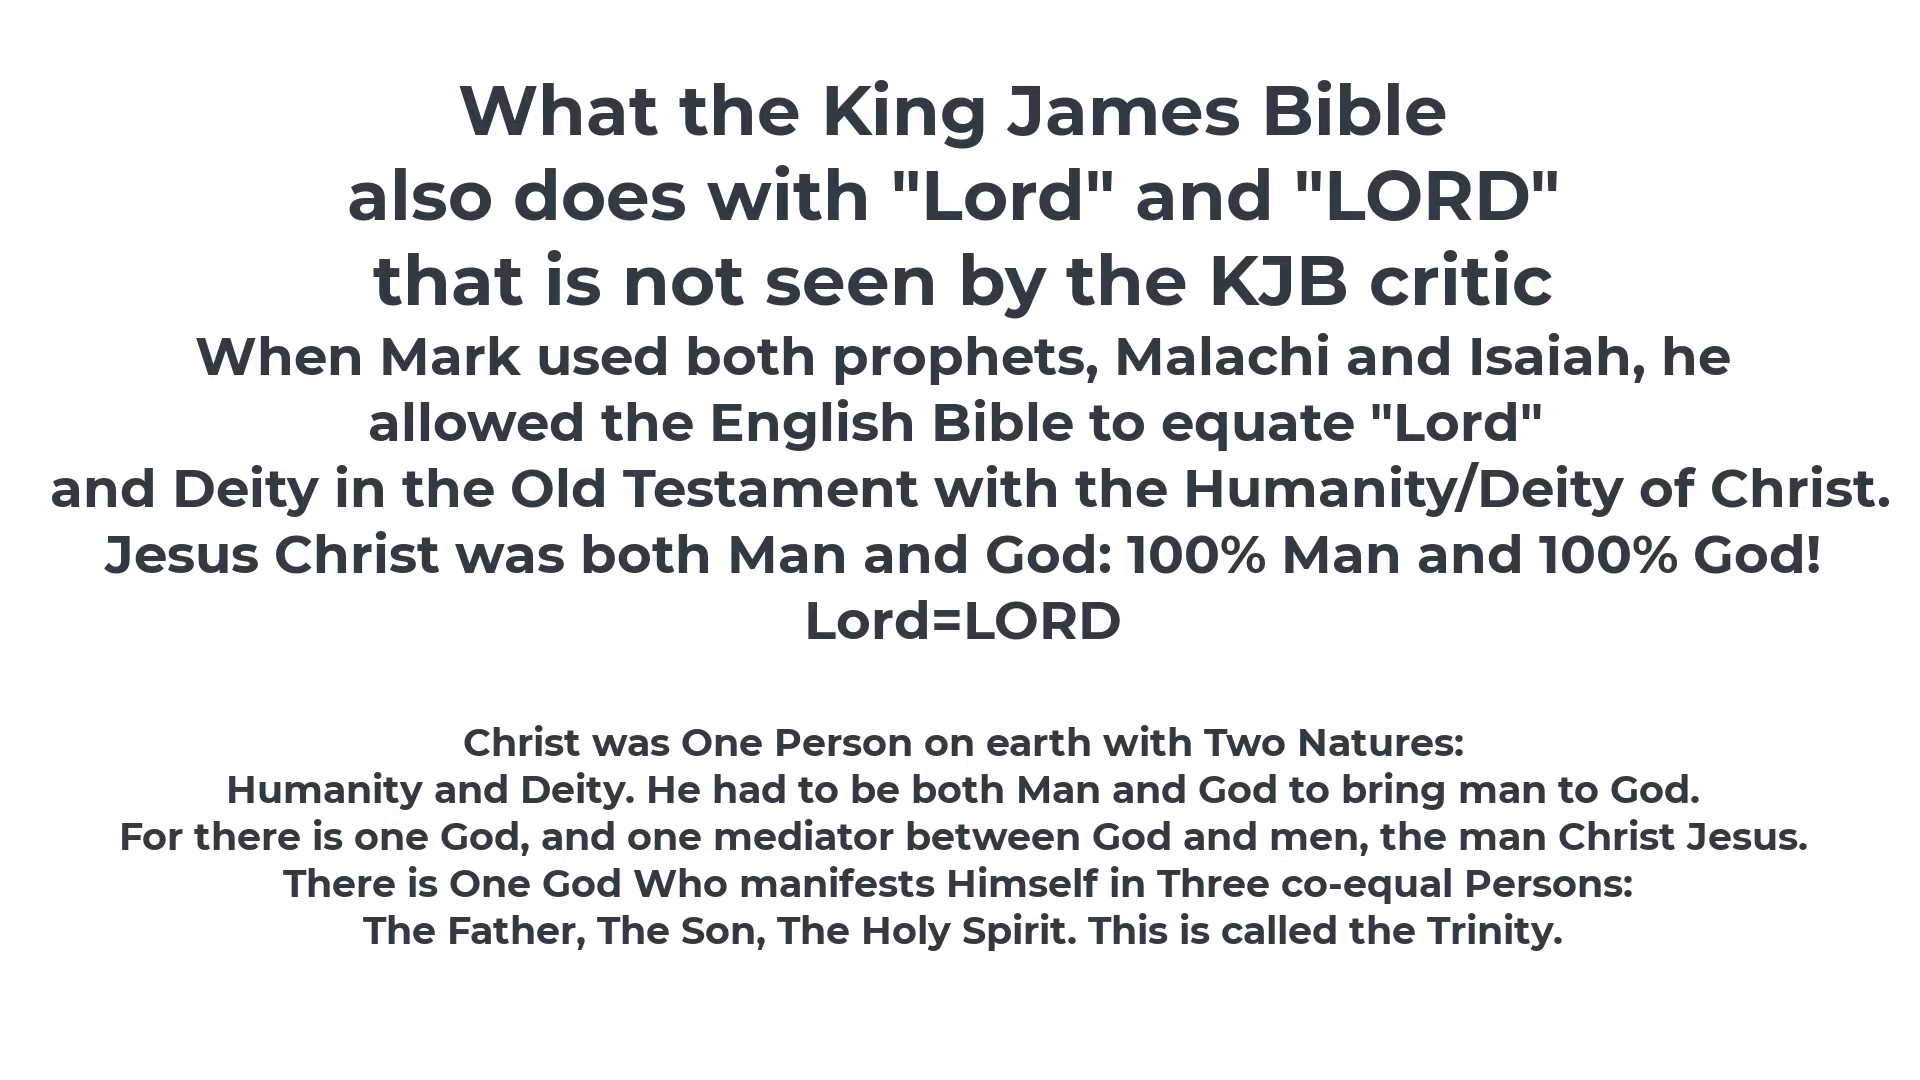 What the King James Bible
also does with "Lord" and "LORD"
that is not seen by the KJB critic
When Mark used both prophets, Malachi and Isaiah, he
allowed the English Bible to equate "Lord"
and Deity in the Old Testament with the Humanity/Deity of Christ.
Jesus Christ was both Man and God: 100% Man and 100% God!
Lord=LORD
Christ was One Person on earth with Two Natures:
Humanity and Deity. He had to be both Man and God to bring man to God.
For there is one God, and one mediator between God and men, the man Christ Jesus.
There is One God Who manifests Himself in Three co-equal Persons:
The Father, The Son, The Holy Spirit. This is called the Trinity.